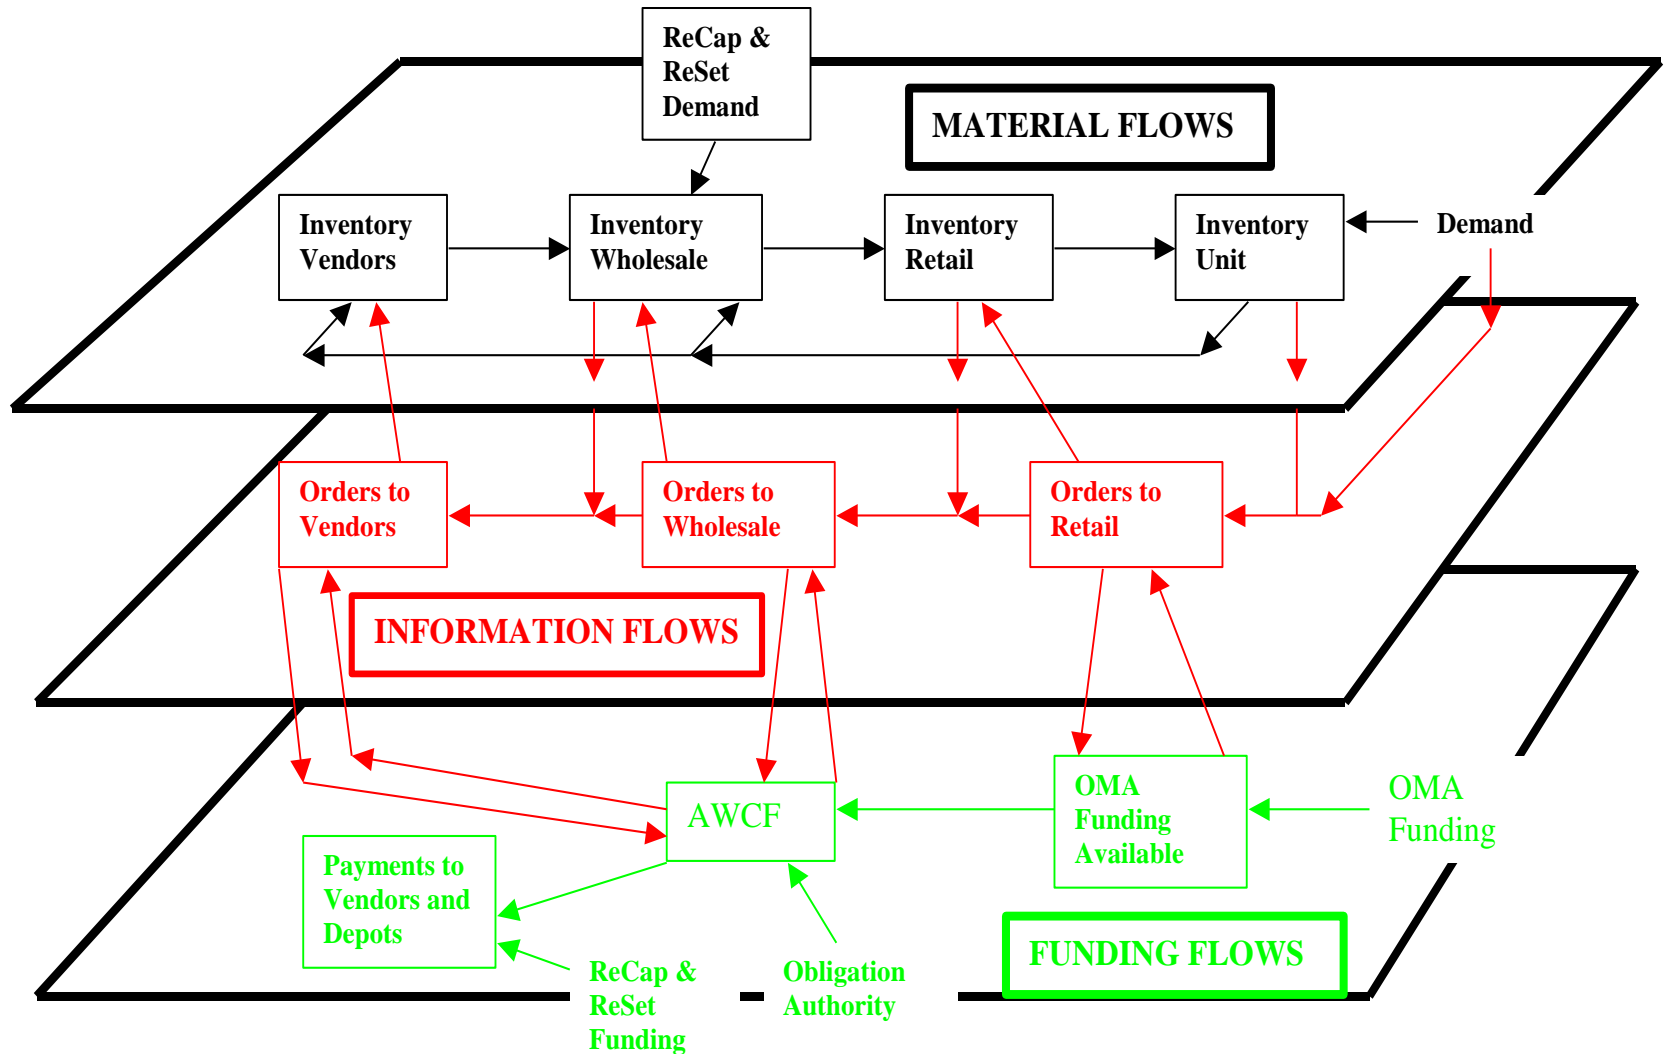 ReCap &
ReSet
Demand
MATERIAL FLOWS
Inventory
Vendors
Inventory
Wholesale
Inventory
Retail
Inventory
Unit
Demand
Orders to
Vendors
Orders to
Wholesale
Orders to
Retail
INFORMATION FLOWS
AWCF
OMA
Funding
Available
OMA
Funding
Payments to
Vendors and
Depots
ReCap &
ReSet
Funding
Obligation
Authority
FUNDING FLOWS